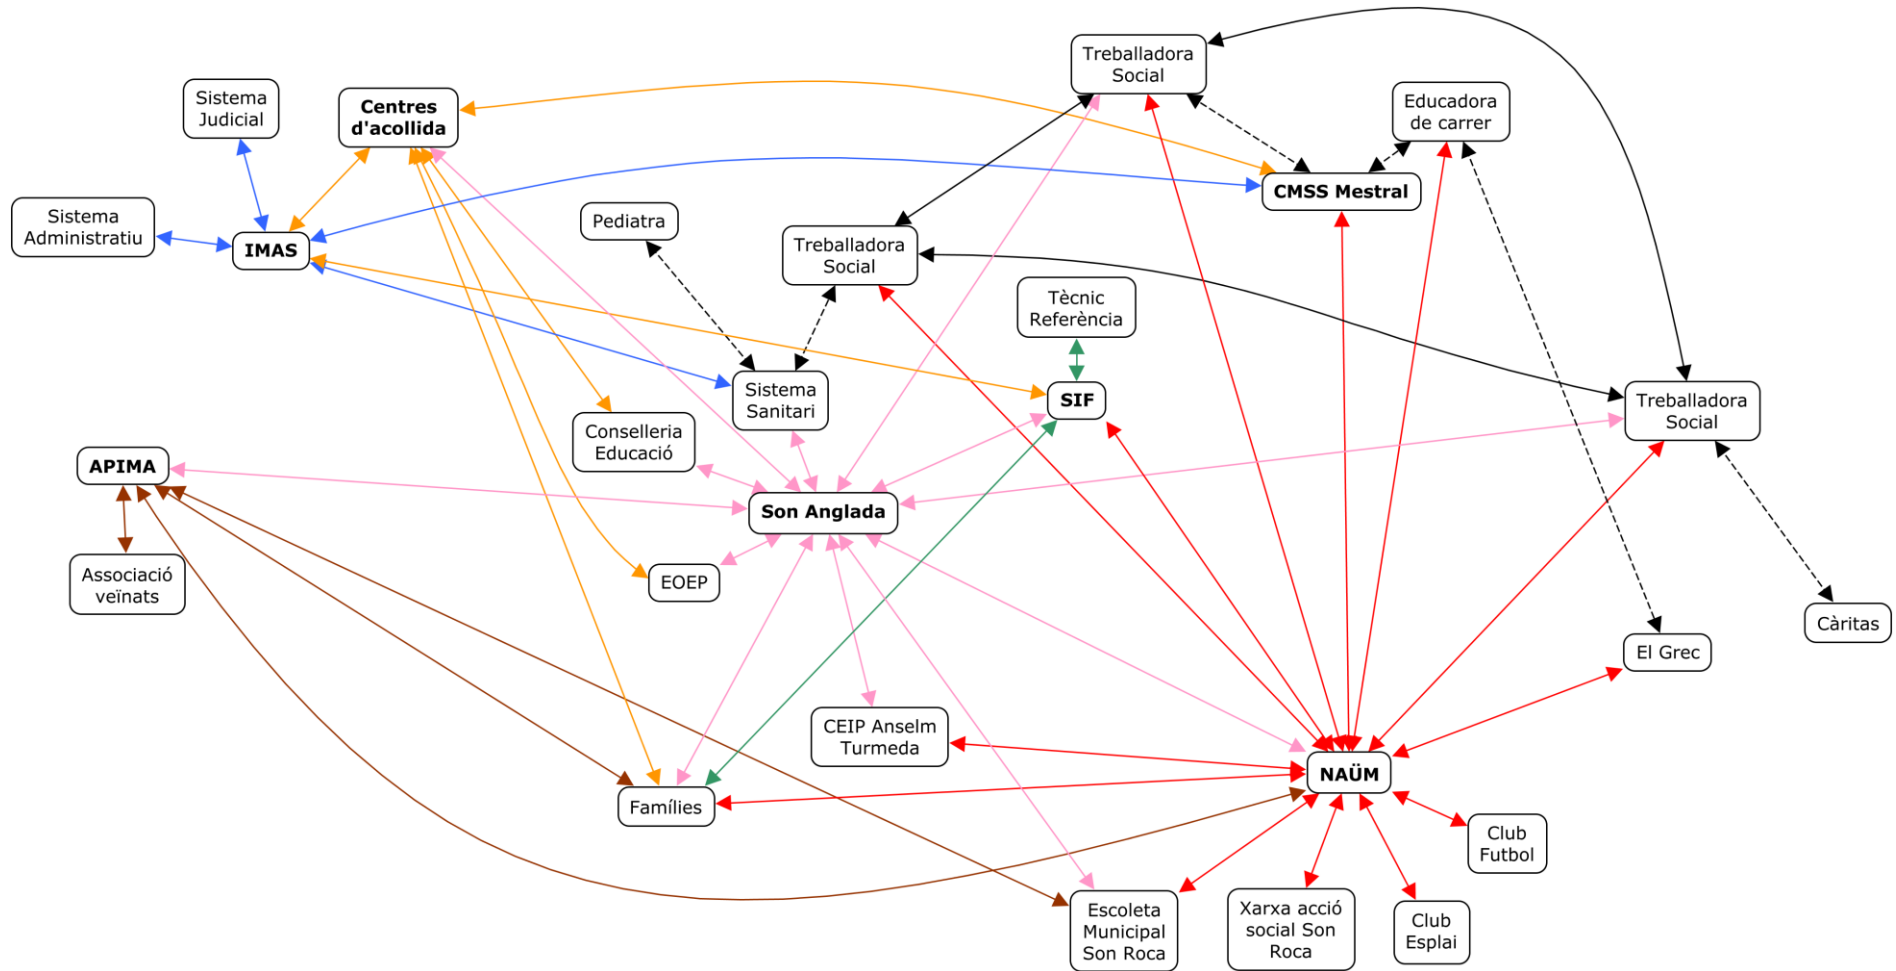 Treballadora
Social
Sistema
Judicial
Centres
d'acollida
Educadora
de carrer
CMSS Mestral
Sistema
Administratiu
IMAS
Pediatra
Treballadora
Social
Tècnic
Referència
Sistema
Sanitari
SIF
Treballadora
Social
Conselleria
Educació
APIMA
Son Anglada
Associació
veïnats
EOEP
Càritas
El Grec
CEIP Anselm
Turmeda
NAÜM
Famílies
Club
Futbol
Escoleta
Municipal
Son Roca
Xarxa acció
social Son
Roca
Club
Esplai